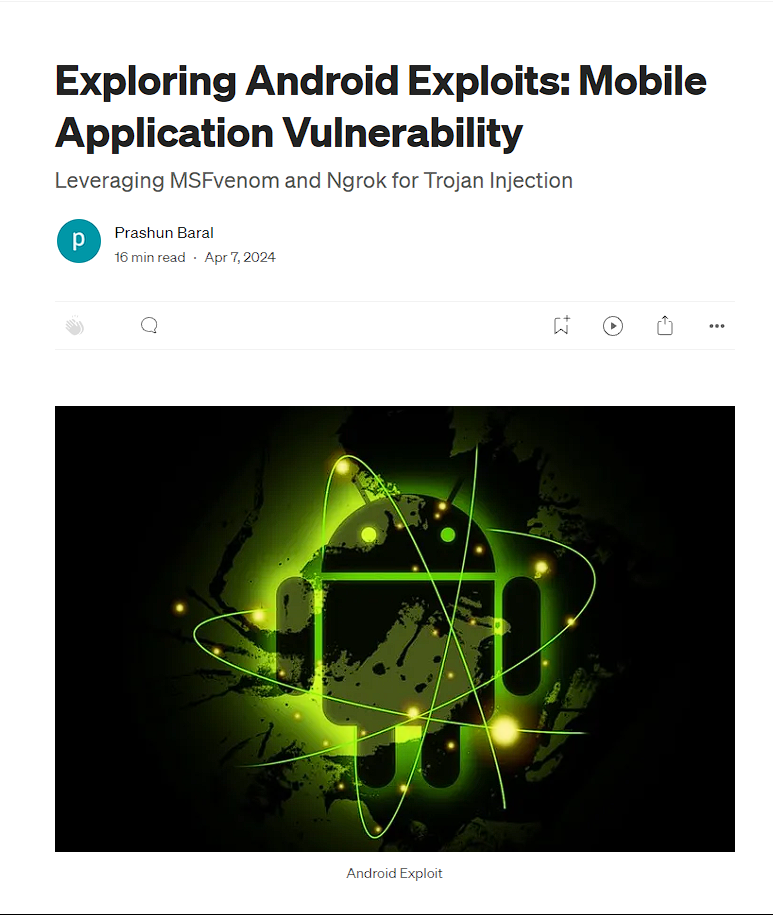 Exploring Android Exploits: Mobile
Application Vulnerability
Leveraging MSFvenom and Ngrok for Trojan Injection
p
Prashun Baral
16 min read · Apr 7, 2024
Android Exploit